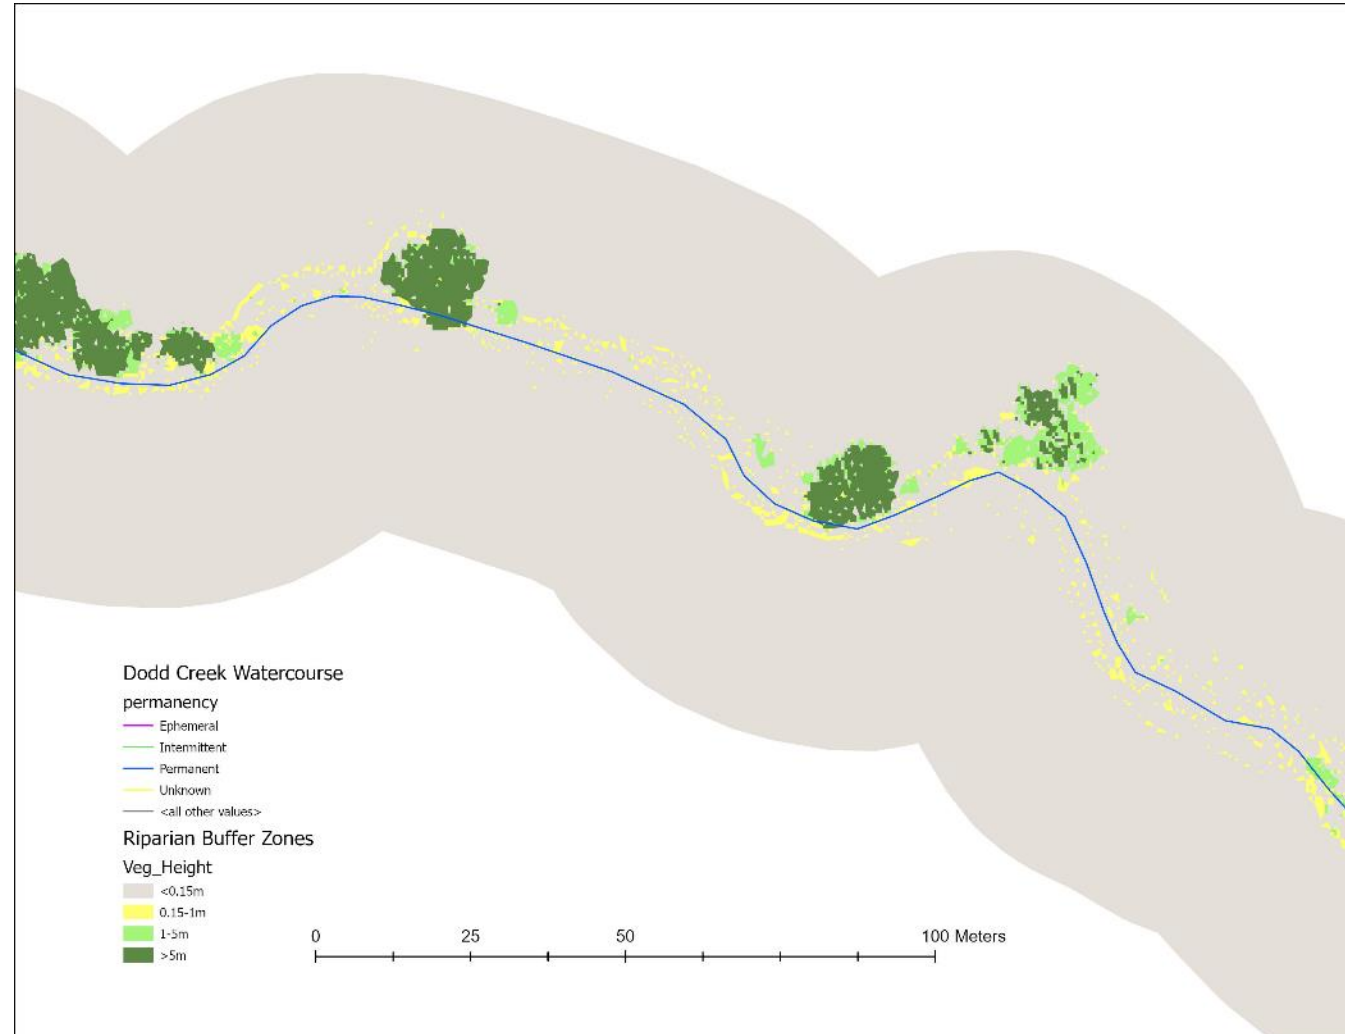 Dodd Creek Watercourse
permanency
Ephemeral
Intermittent
Permanent
Unknown
<all other values>
Riparian Buffer Zones
Veg_Height
<0.15m
0.15-1m
1-5m
>5m
0 25 50 100 Meters